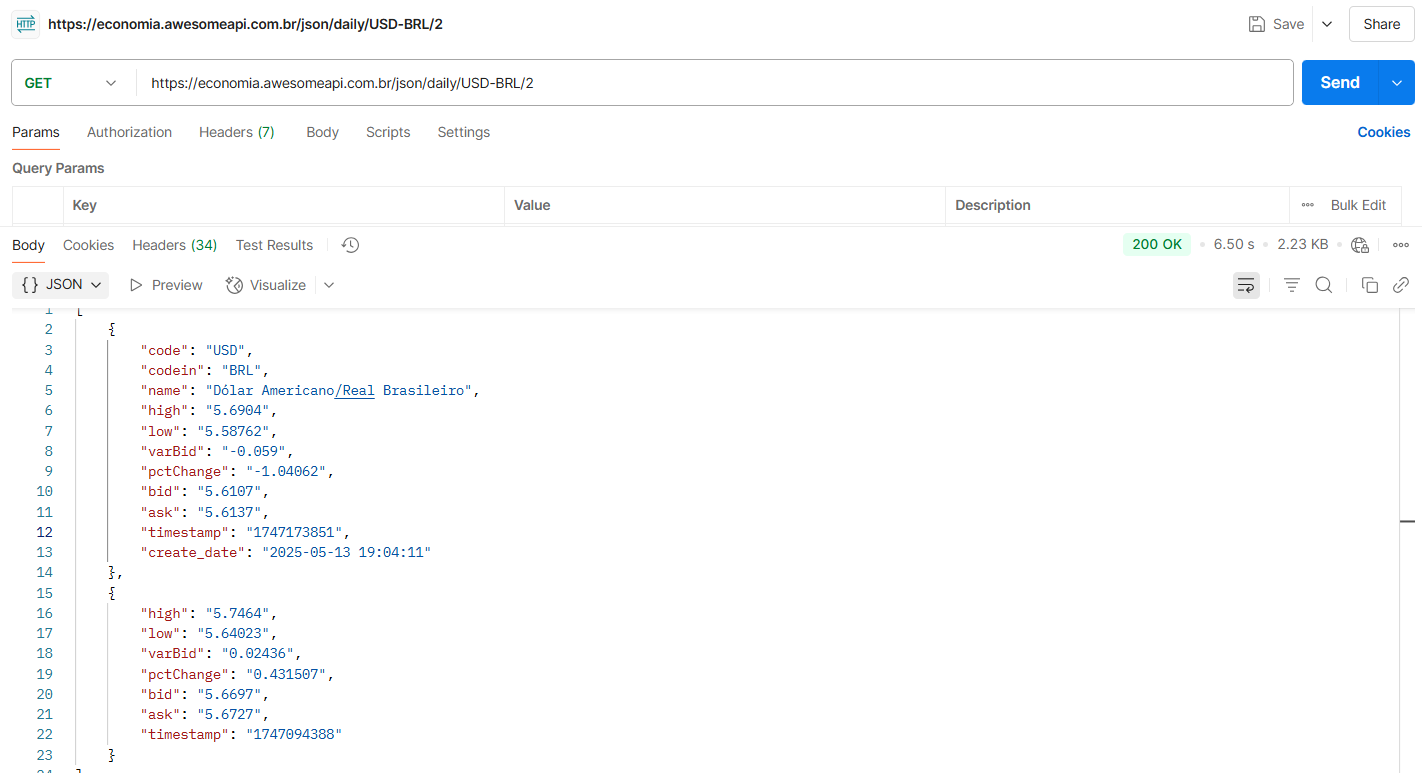 HTTP https://economia.awesomeapi.com.br/json/daily/USD-BRL/2 Save Share
GET https://economia.awesomeapi.com.br/json/daily/USD-BRL/2 Send
Params Authorization Headers (7) Body Scripts Settings Cookies
Query Params
Key Value Description Bulk Edit
Body Cookies Headers (34) Test Results 200 OK 6.50 s 2.23 KB
{} JSON Preview Visualize
1 [
2 {
3 "code": "USD",
4 "codein": "BRL",
5 "name": "Dólar Americano/Real Brasileiro",
6 "high": "5.6904",
7 "low": "5.58762",
8 "varBid": "-0.059",
9 "pctChange": "-1.04062",
10 "bid": "5.6107",
11 "ask": "5.6137",
12 "timestamp": "1747173851",
13 "create_date": "2025-05-13 19:04:11"
14 },
15 {
16 "high": "5.7464",
17 "low": "5.64023",
18 "varBid": "0.02436",
19 "pctChange": "0.431507",
20 "bid": "5.6697",
21 "ask": "5.6727",
22 "timestamp": "1747094388"
23 }
24 ]